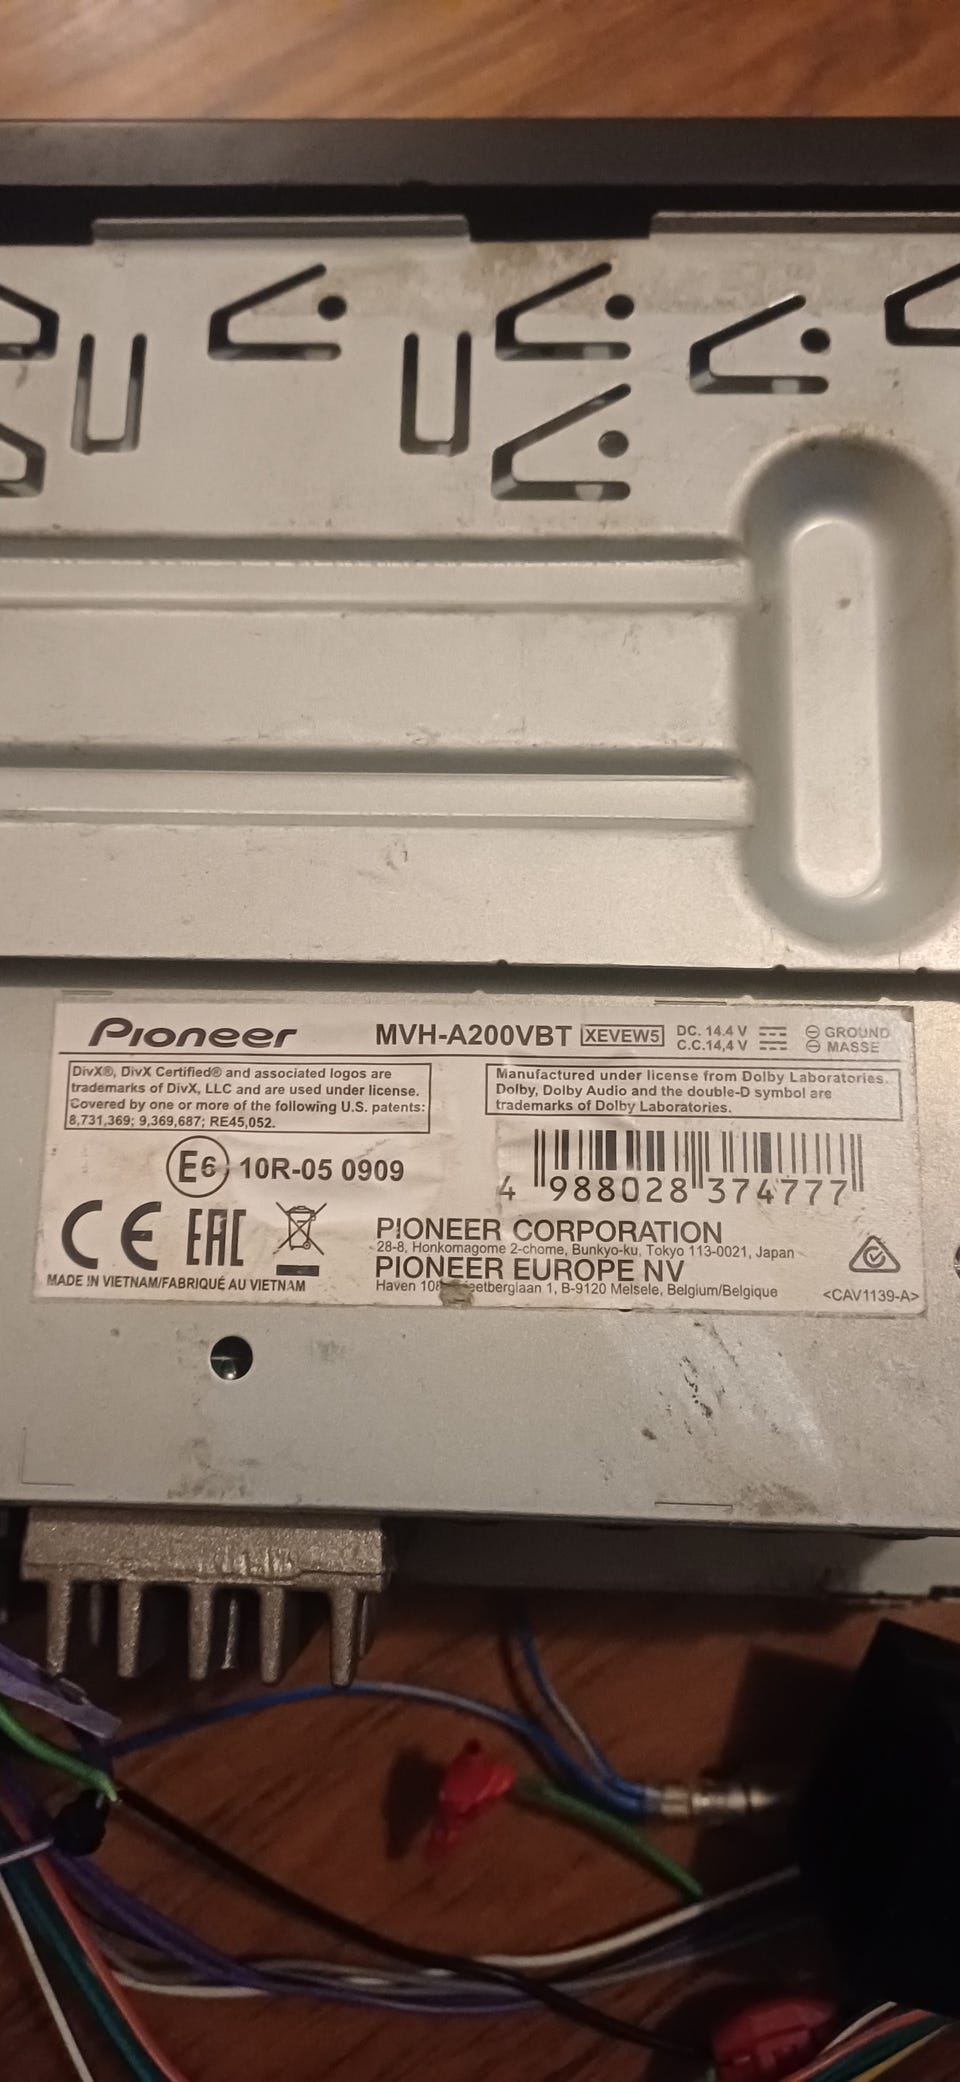 Pioneer MVH-A200VBT XEVEW5 DC. 14.4 V GROUND
C.C.14,4 V MASSE
DivX®, DivX Certified® and associated logos are
trademarks of DivX, LLC and are used under license.
Covered by one or more of the following U.S. patents:
8,731,369; 9,369,687; RE45,052.
Manufactured under license from Dolby Laboratories.
Dolby, Dolby Audio and the double-D symbol are
trademarks of Dolby Laboratories.
E6 10R-05 0909
4 988028 374777
CE EAC
MADE IN VIETNAM/FABRIQUÉ AU VIETNAM
PIONEER CORPORATION
28-8, Honkomagome 2-chome, Bunkyo-ku, Tokyo 113-0021, Japan
PIONEER EUROPE NV
Haven 1, B-9120 Melsele, Belgium/Belgique
<CAV1139-A>